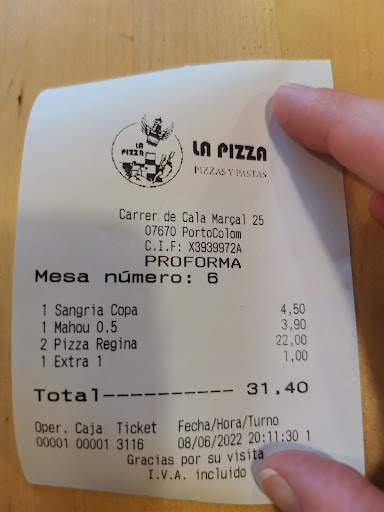 LA PIZZA
LA PIZZA
PIZZAS Y PASTAS
Carrer de Cala Marçal 25
07670 PortoColom
C.I.F: X3939972A
PROFORMA
Mesa número: 6
1 Sangria Copa 4,50
1 Mahou 0.5 3,90
2 Pizza Regina 22,00
1 Extra 1 1,00
Total----------- 31,40
Oper. Caja Ticket Fecha/Hora/Turno
00001 00001 3116 08/06/2022 20:11:30 1
Gracias por su visita
I.V.A. incluido